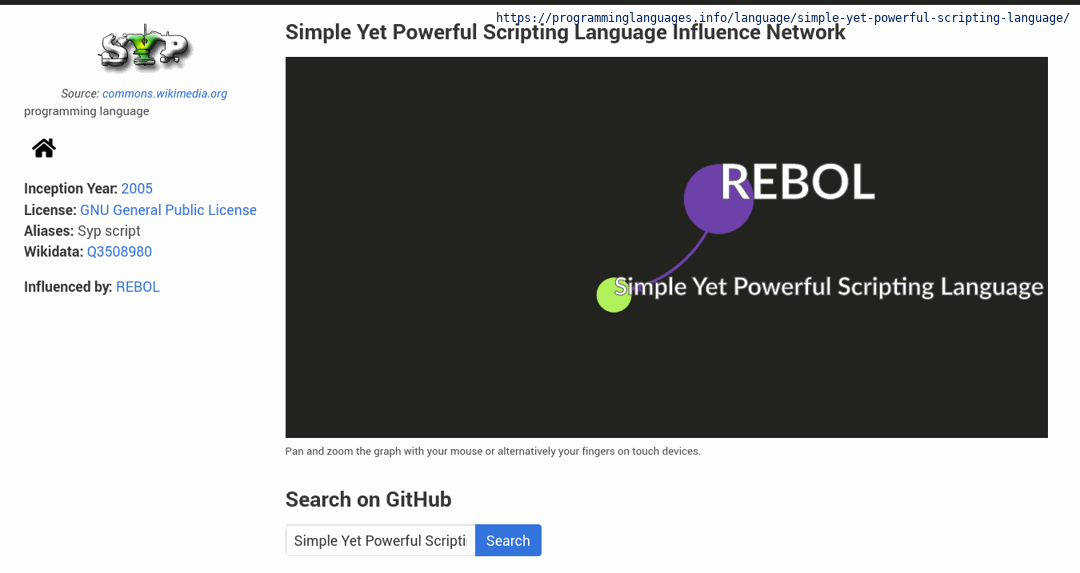 https://programminglanguages.info/language/simple-yet-powerful-scripting-language/
SYP
Source: commons.wikimedia.org
programming language
Inception Year: 2005
License: GNU General Public License
Aliases: Syp script
Wikidata: Q3508980
Influenced by: REBOL
Simple Yet Powerful Scripting Language Influence Network
REBOL
Simple Yet Powerful Scripting Language
Pan and zoom the graph with your mouse or alternatively your fingers on touch devices.
Search on GitHub
Simple Yet Powerful Scripti
Search